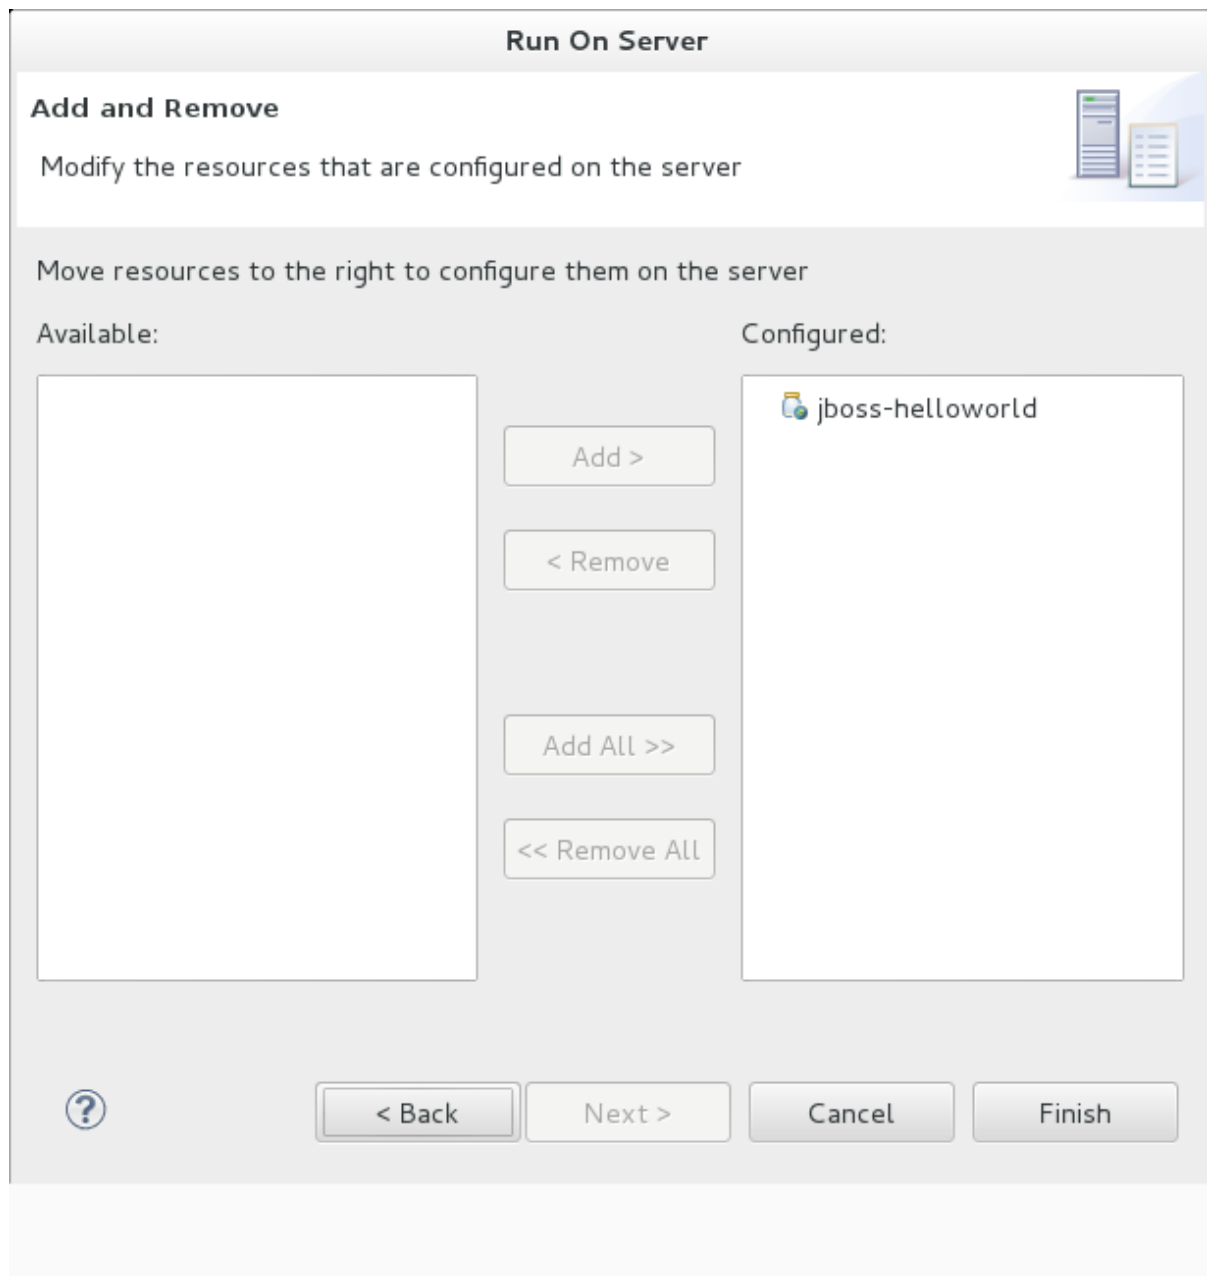 Run On Server
Add and Remove
Modify the resources that are configured on the server
Move resources to the right to configure them on the server
Available:
Configured:
jboss-helloworld
Add >
< Remove
Add All >>
<< Remove All
?
< Back
Next >
Cancel
Finish